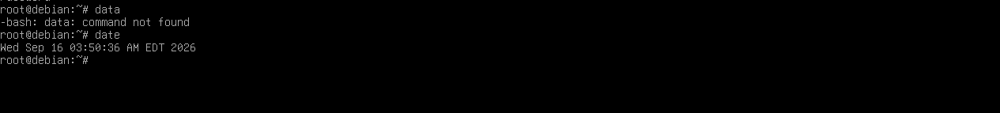 root@debian:~# data
-bash: data: command not found
root@debian:~# date
Wed Sep 16 03:50:36 AM EDT 2026
root@debian:~#